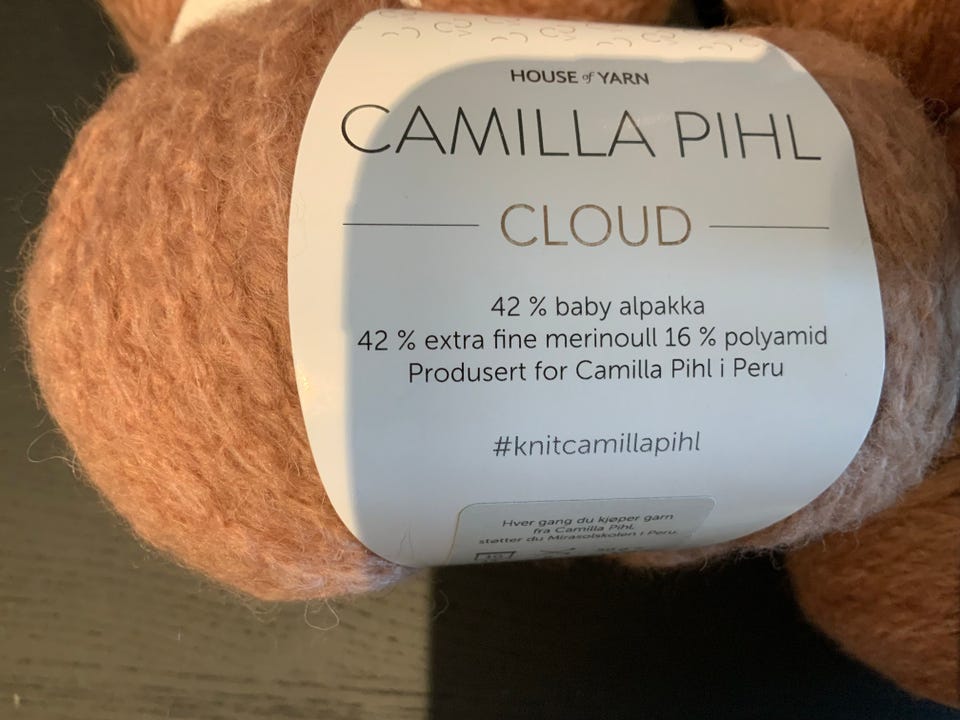 HOUSE of YARN
CAMILLA PIHL
CLOUD
42 % baby alpakka
42 % extra fine merinoull 16 % polyamid
Produsert for Camilla Pihl i Peru
#knitcamillapihl
Hver gang du kjøper garn
fra Camilla Pihl,
støtter du Mirasolskolen i Peru.